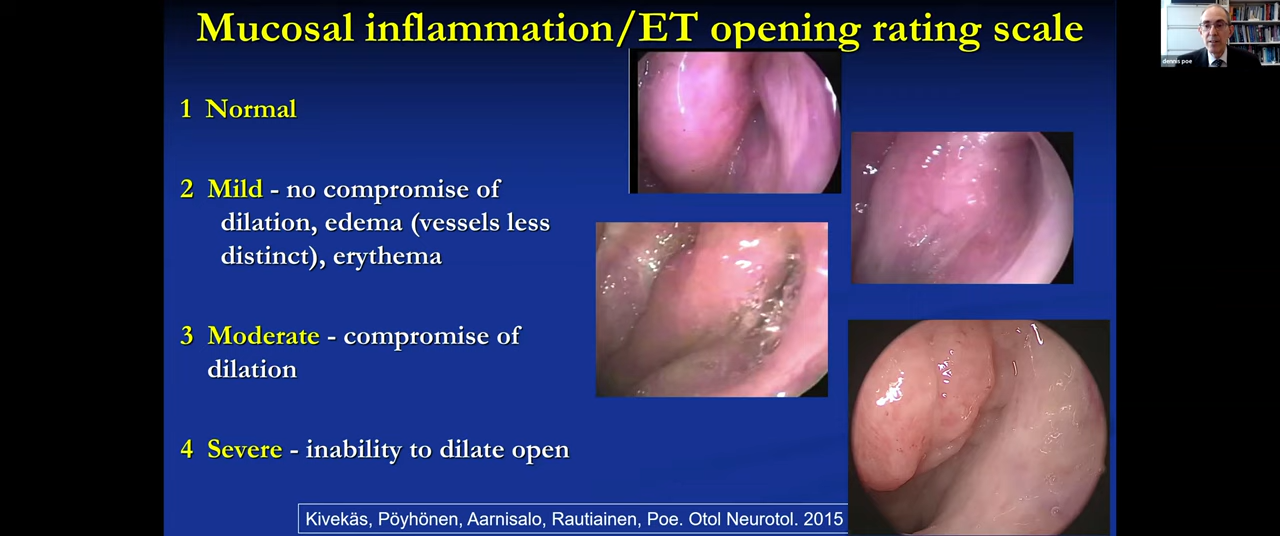 Mucosal inflammation/ET opening rating scale
1 Normal
2 Mild - no compromise of
dilation, edema (vessels less
distinct), erythema
3 Moderate - compromise of
dilation
4 Severe - inability to dilate open
Kivekäs, Pöyhönen, Aarnisalo, Rautiainen, Poe. Otol Neurotol. 2015
dennis poe